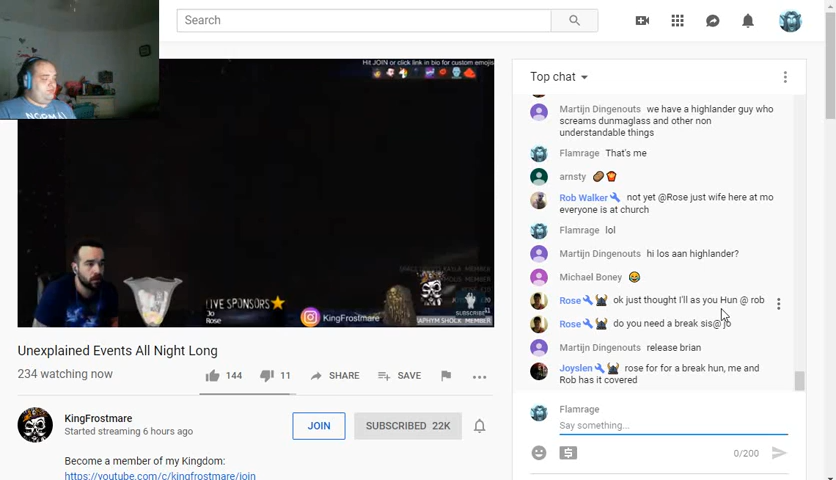 Search
NORMAL
Hit JOIN or click link in bio for custom emojis
LIVE SPONSORS
Jo
Rose
KingFrostmare
SUBSCRIBE
SERAPHYM SHOCK MEMBER
Unexplained Events All Night Long
234 watching now
144
11
SHARE
SAVE
KingFrostmare
Started streaming 6 hours ago
JOIN
SUBSCRIBED 22K
Become a member of my Kingdom:
https://youtube.com/c/kingfrostmare/join
Top chat
Martijn Dingenouts we have a highlander guy who
screams dunmaglass and other non
understandable things
Flamrage That's me
arnsty
Rob Walker not yet @Rose just wife here at mo
everyone is at church
Flamrage lol
Martijn Dingenouts hi los aan highlander?
Michael Boney
Rose ok just thought I'll as you Hun @ rob
Rose do you need a break sis@ jo
Martijn Dingenouts release brian
Joyslen rose for for a break hun, me and
Rob has it covered
Flamrage
Say something...
0/200